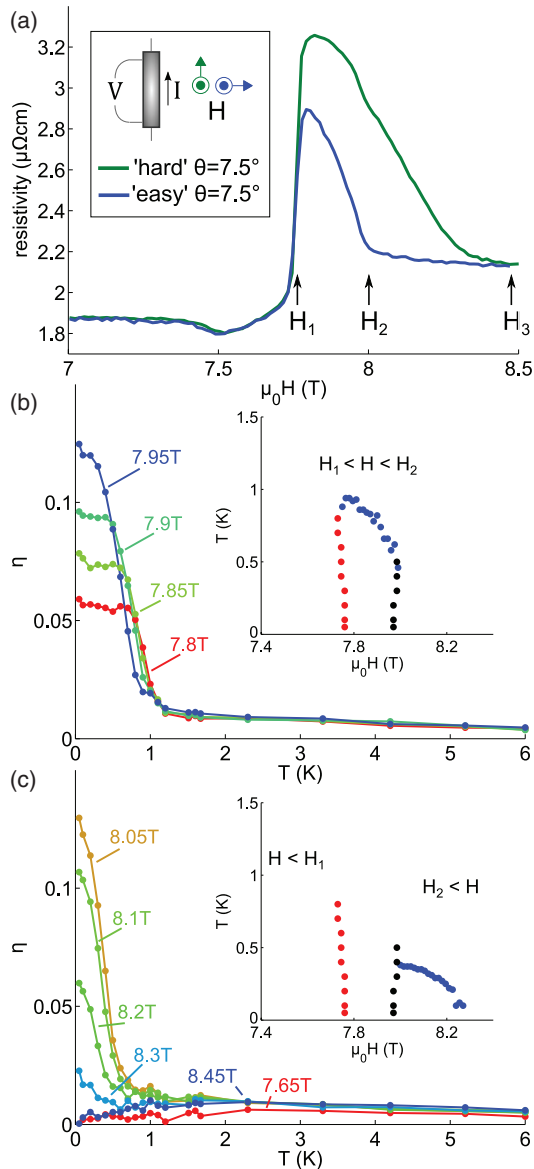 (a)
3.2
2.8
2.4
2.2
1.8
resistivity (μΩcm)
V
I
H
'hard' θ=7.5°
'easy' θ=7.5°
H1
H2
H3
7
7.5
8
8.5
μ0H (T)
(b)
0.1
0.05
0
η
7.95T
7.9T
7.85T
7.8T
H1 < H < H2
1.5
1
0.5
0
T (K)
7.4
7.8
8.2
μ0H (T)
0
1
2
3
4
5
6
T (K)
(c)
0.1
0.05
0
η
8.05T
8.1T
8.2T
8.3T
8.45T
7.65T
H < H1
H2 < H
1.5
1
0.5
0
T (K)
7.4
7.8
8.2
μ0H (T)
0
1
2
3
4
5
6
T (K)